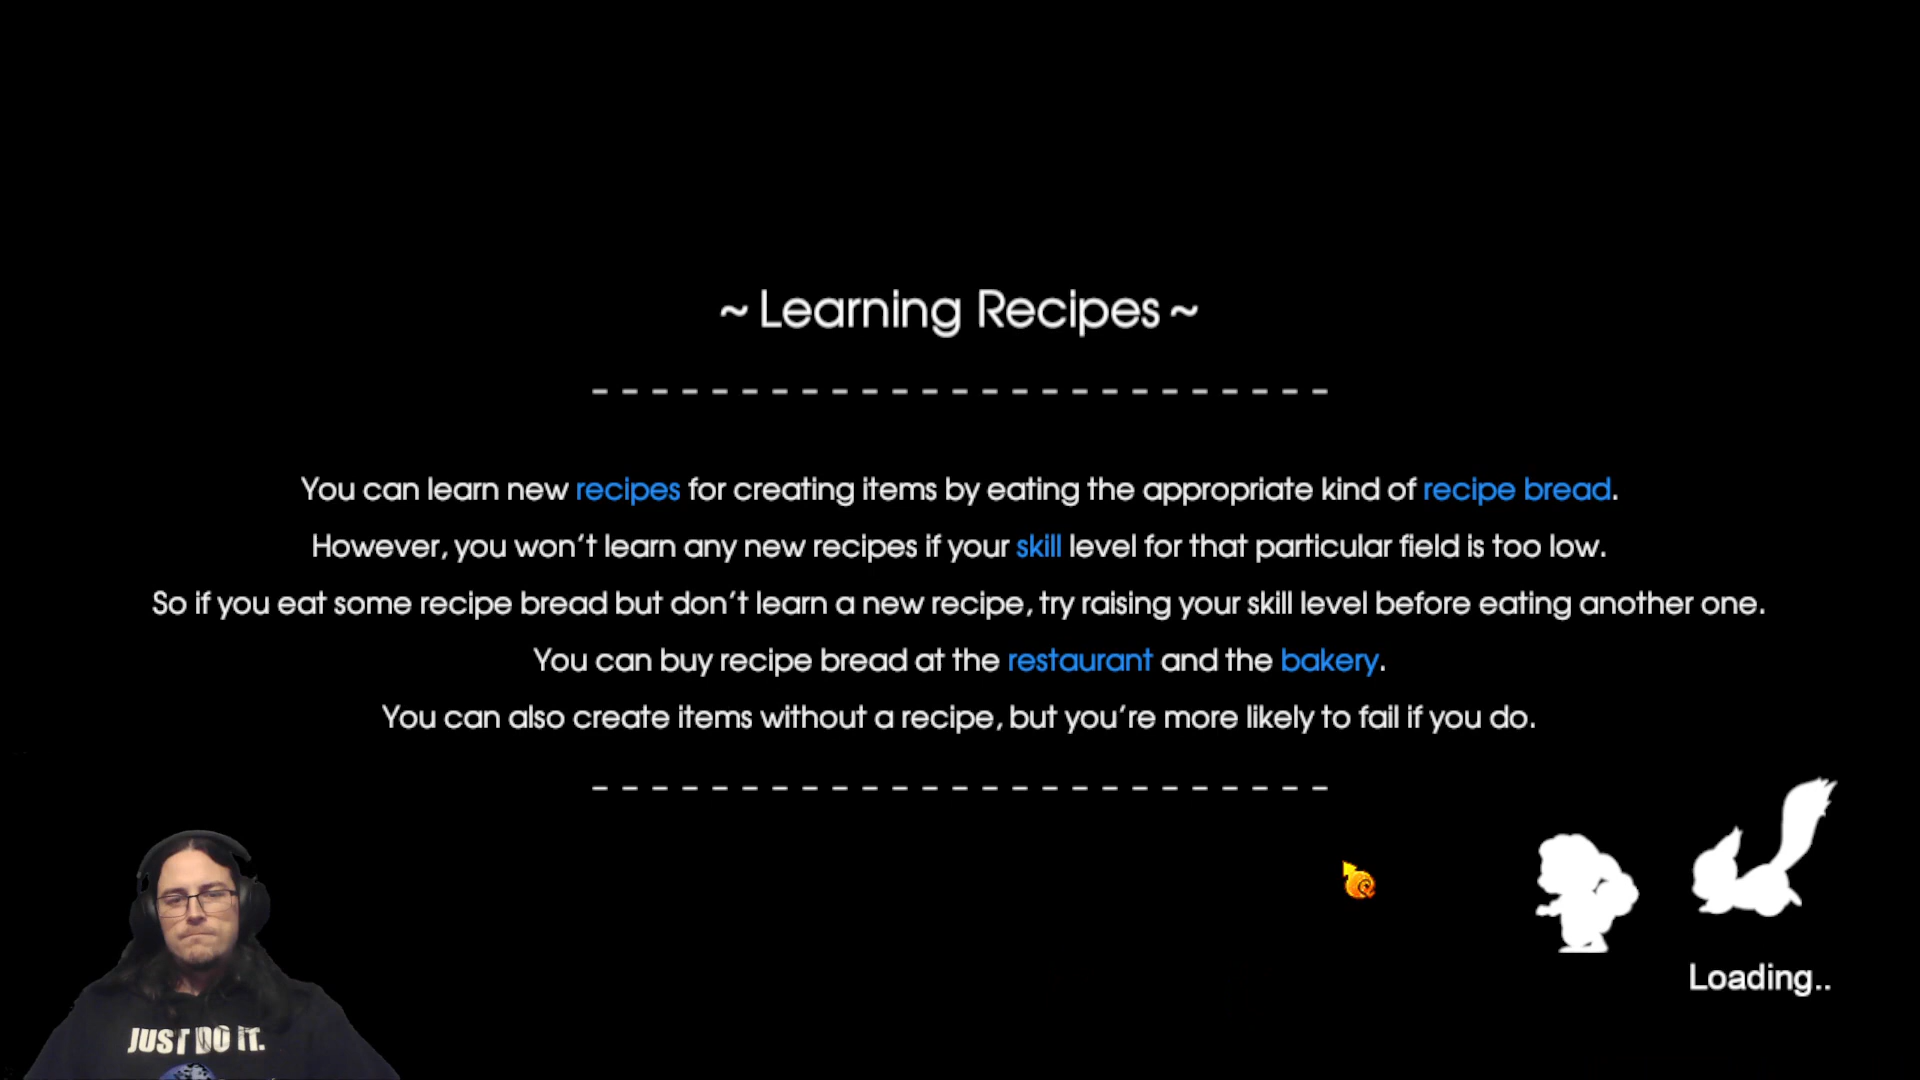 ~ Learning Recipes ~
You can learn new recipes for creating items by eating the appropriate kind of recipe bread.
However, you won't learn any new recipes if your skill level for that particular field is too low.
So if you eat some recipe bread but don't learn a new recipe, try raising your skill level before eating another one.
You can buy recipe bread at the restaurant and the bakery.
You can also create items without a recipe, but you're more likely to fail if you do.
Loading..
JUST DO IT.